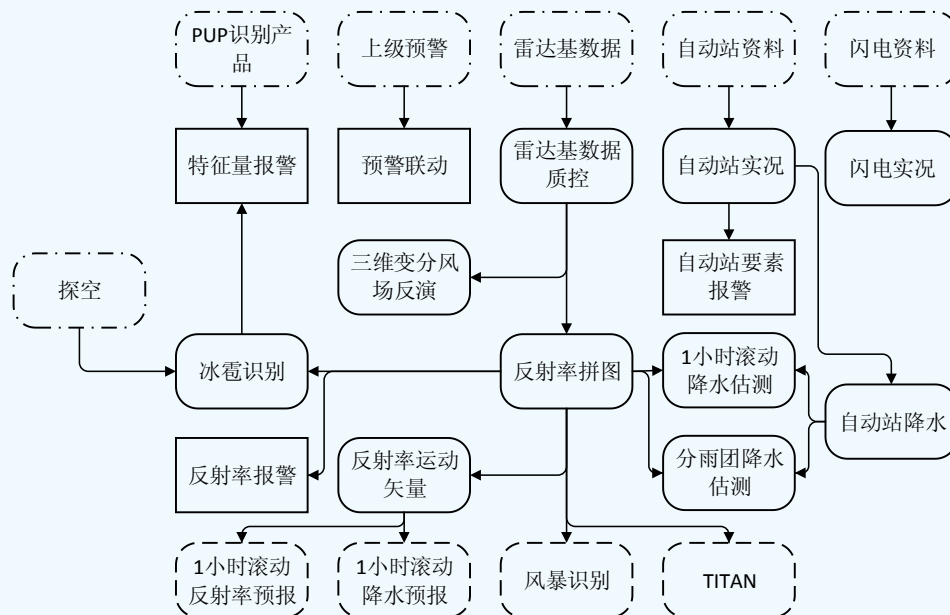 PUP识别产
品
上级预警
雷达基数据
自动站资料
闪电资料
特征量报警
预警联动
雷达基数据
质控
自动站实况
闪电实况
三维变分风
场反演
自动站要素
报警
探空
冰雹识别
反射率拼图
1小时滚动
降水估测
自动站降水
反射率报警
反射率运动
矢量
分雨团降水
估测
1小时滚动
反射率预报
1小时滚动
降水预报
风暴识别
TITAN